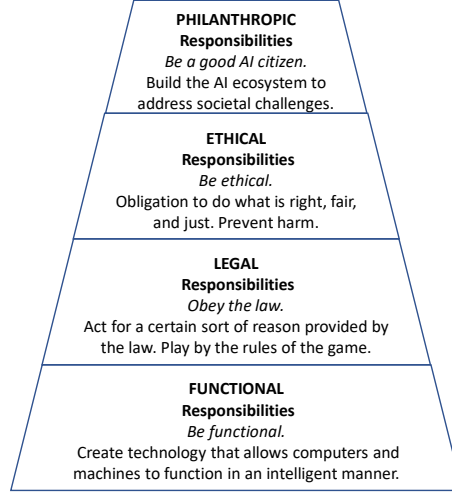 PHILANTHROPIC
Responsibilities
Be a good AI citizen.
Build the AI ecosystem to
address societal challenges.
ETHICAL
Responsibilities
Be ethical.
Obligation to do what is right, fair,
and just. Prevent harm.
LEGAL
Responsibilities
Obey the law.
Act for a certain sort of reason provided by
the law. Play by the rules of the game.
FUNCTIONAL
Responsibilities
Be functional.
Create technology that allows computers and
machines to function in an intelligent manner.